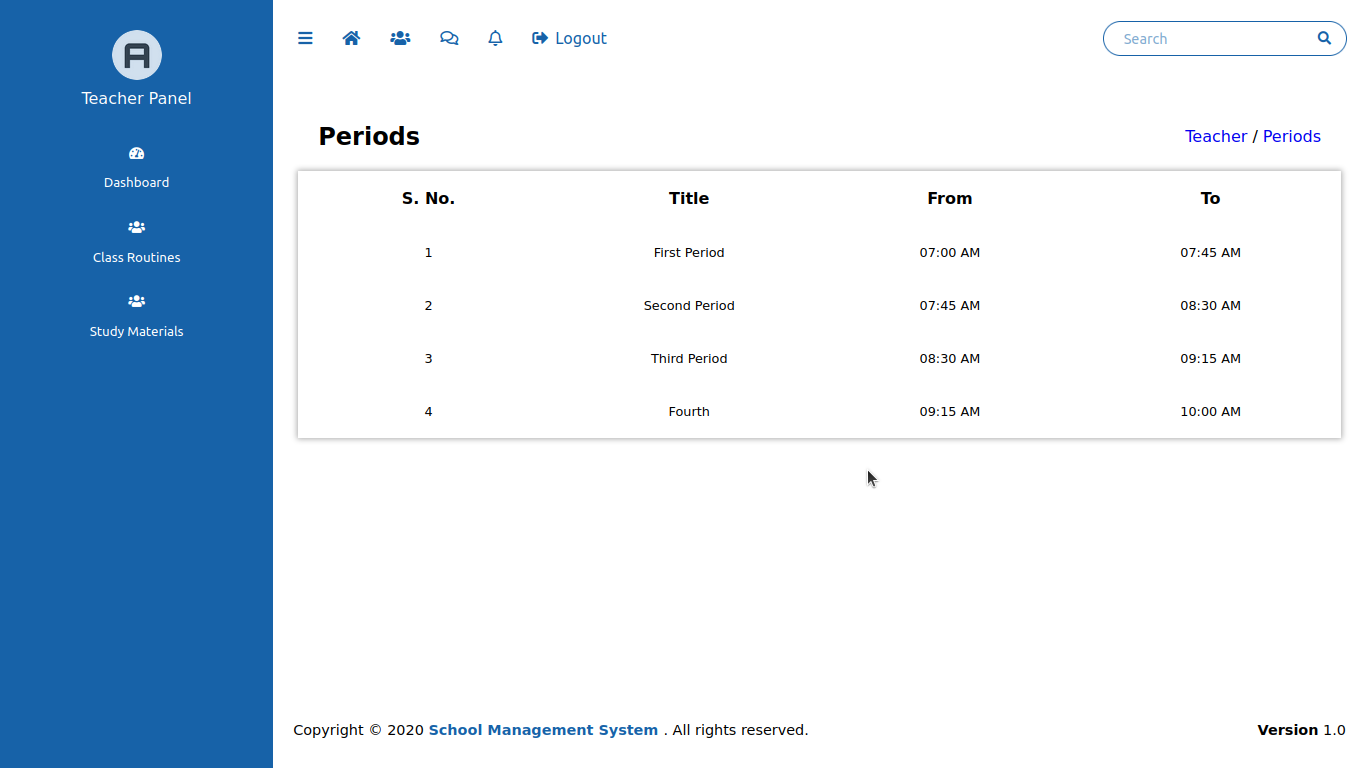 Teacher Panel
Dashboard
Class Routines
Study Materials
Logout
Search
Periods
Teacher / Periods
S. No. Title From To
1 First Period 07:00 AM 07:45 AM
2 Second Period 07:45 AM 08:30 AM
3 Third Period 08:30 AM 09:15 AM
4 Fourth 09:15 AM 10:00 AM
Copyright © 2020 School Management System . All rights reserved.
Version 1.0